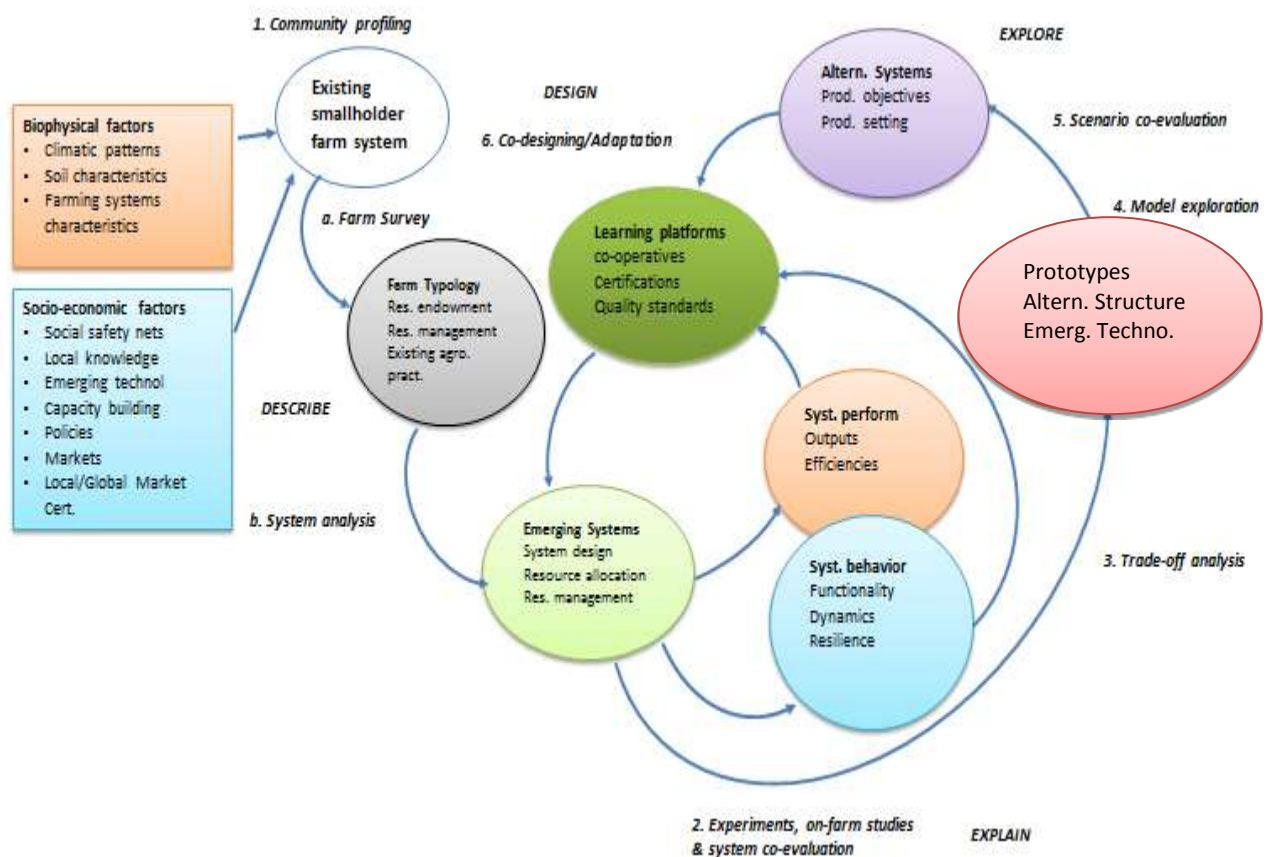 1. Community profiling
EXPLORE
Existing
smallholder
farm system
Altern. Systems
Prod. objectives
Prod. setting
DESIGN
6. Co-designing/Adaptation
5. Scenario co-evaluation
Biophysical factors
• Climatic patterns
• Soil characteristics
• Farming systems
characteristics
4. Model exploration
a. Farm Survey
Learning platforms
co-operatives
Certifications
Quality standards
Prototypes
Altern. Structure
Emerg. Techno.
Farm Typology
Res. endowment
Res. management
Existing agro.
pract.
Socio-economic factors
• Social safety nets
• Local knowledge
• Emerging technol
• Capacity building
• Policies
• Markets
• Local/Global Market
Cert.
DESCRIBE
Syst. perform
Outputs
Efficiencies
b. System analysis
Emerging Systems
System design
Resource allocation
Res. management
Syst. behavior
Functionality
Dynamics
Resilience
3. Trade-off analysis
2. Experiments, on-farm studies
& system co-evaluation
EXPLAIN